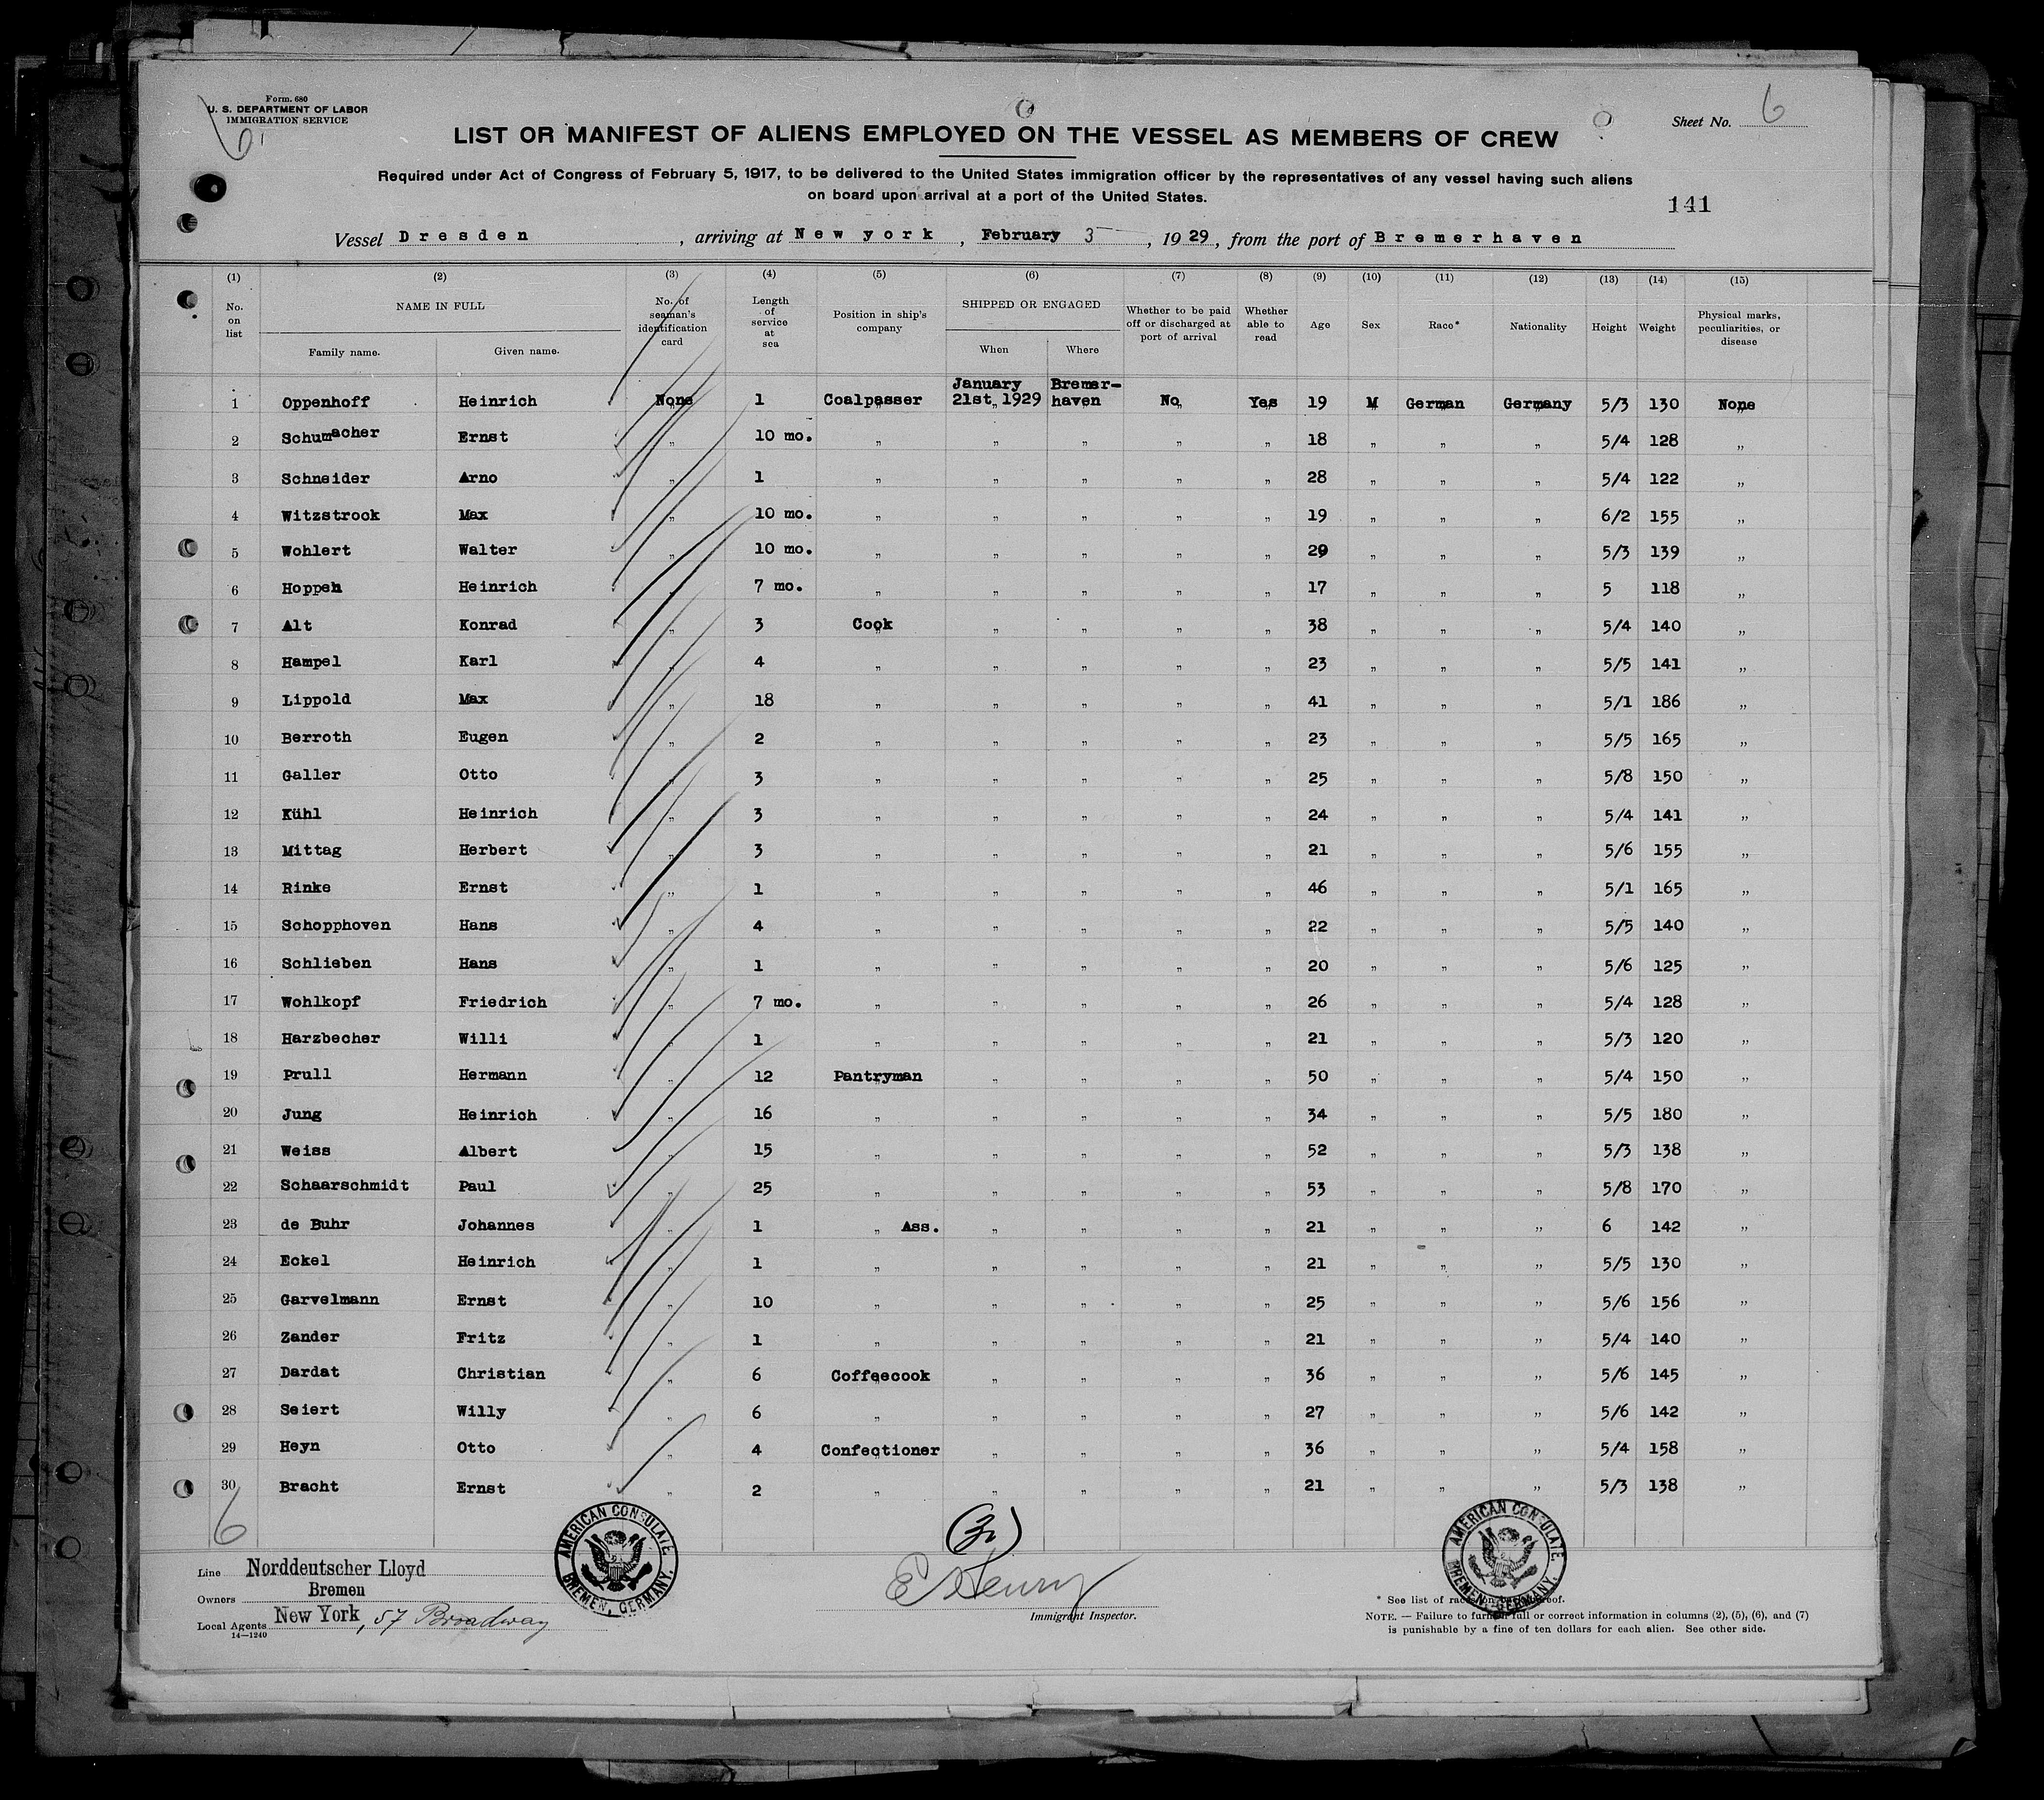 Form. 680
U. S. DEPARTMENT OF LABOR
IMMIGRATION SERVICE
6
Sheet No. 6
LIST OR MANIFEST OF ALIENS EMPLOYED ON THE VESSEL AS MEMBERS OF CREW
Required under Act of Congress of February 5, 1917, to be delivered to the United States immigration officer by the representatives of any vessel having such aliens
on board upon arrival at a port of the United States.
141
Vessel Dresden, arriving at New york, February 3, 1929, from the port of Bremerhaven
(1) (2) (3) (4) (5) (6) (7) (8) (9) (10) (11) (12) (13) (14) (15)
No. on list NAME IN FULL Family name. Given name. No. of seaman's identification card Length of service at sea Position in ship's company SHIPPED OR ENGAGED When Where Whether to be paid off or discharged at port of arrival Whether able to read Age Sex Race* Nationality Height Weight Physical marks, peculiarities, or disease
1 Oppenhoff Heinrich None 1 Coalpasser January 21st, 1929 Bremer-haven No Yes 19 M German Germany 5/3 130 None
2 Schumacher Ernst „ 10 mo. „ „ „ „ „ 18 „ „ „ 5/4 128 „
3 Schneider Arno „ 1 „ „ „ „ „ 28 „ „ „ 5/4 122 „
4 Witzstrock Max „ 10 mo. „ „ „ „ „ 19 „ „ „ 6/2 155 „
5 Wohlert Walter „ 10 mo. „ „ „ „ „ 29 „ „ „ 5/3 139 „
6 Hoppen Heinrich „ 7 mo. „ „ „ „ „ 17 „ „ „ 5 118 „
7 Alt Konrad „ 3 Cook „ „ „ „ 38 „ „ „ 5/4 140 „
8 Hampel Karl „ 4 „ „ „ „ „ 23 „ „ „ 5/5 141 „
9 Lippold Max „ 18 „ „ „ „ „ 41 „ „ „ 5/1 186 „
10 Berroth Eugen „ 2 „ „ „ „ „ 23 „ „ „ 5/5 165 „
11 Galler Otto „ 3 „ „ „ „ „ 25 „ „ „ 5/8 150 „
12 Kühl Heinrich „ 3 „ „ „ „ „ 24 „ „ „ 5/4 141 „
13 Mittag Herbert „ 3 „ „ „ „ „ 21 „ „ „ 5/6 155 „
14 Rinke Ernst „ 1 „ „ „ „ „ 46 „ „ „ 5/1 165 „
15 Schopphoven Hans „ 4 „ „ „ „ „ 22 „ „ „ 5/5 140 „
16 Schlieben Hans „ 1 „ „ „ „ „ 20 „ „ „ 5/6 125 „
17 Wohlkopf Friedrich „ 7 mo. „ „ „ „ „ 26 „ „ „ 5/4 128 „
18 Harzbecher Willi „ 1 „ „ „ „ „ 21 „ „ „ 5/3 120 „
19 Prull Hermann „ 12 Pantryman „ „ „ „ 50 „ „ „ 5/4 150 „
20 Jung Heinrich „ 16 „ „ „ „ „ 34 „ „ „ 5/5 180 „
21 Weiss Albert „ 15 „ „ „ „ „ 52 „ „ „ 5/3 138 „
22 Schaarschmidt Paul „ 25 „ „ „ „ „ 53 „ „ „ 5/8 170 „
23 de Buhr Johannes „ 1 „ Ass. „ „ „ „ 21 „ „ „ 6 142 „
24 Eckel Heinrich „ 1 „ „ „ „ „ 21 „ „ „ 5/5 130 „
25 Garvelmann Ernst „ 10 „ „ „ „ „ 25 „ „ „ 5/6 156 „
26 Zander Fritz „ 1 „ „ „ „ „ 21 „ „ „ 5/4 140 „
27 Dardat Christian „ 6 Coffeecook „ „ „ „ 36 „ „ „ 5/6 145 „
28 Seiert Willy „ 6 „ „ „ „ „ 27 „ „ „ 5/6 142 „
29 Heyn Otto „ 4 Confectioner „ „ „ „ 36 „ „ „ 5/4 158 „
30 Bracht Ernst „ 2 „ „ „ „ „ 21 „ „ „ 5/3 138 „
6
AMERICAN CONSULATE. BREMEN, GERMANY.
AMERICAN CONSULATE. BREMEN, GERMANY.
Line Norddeutscher Lloyd
Bremen
Owners
Local Agents New York, 57 Broadway
14—1240
E Henry
Immigrant Inspector.
* See list of races on back hereof.
NOTE. — Failure to furnish full or correct information in columns (2), (5), (6), and (7)
is punishable by a fine of ten dollars for each alien. See other side.